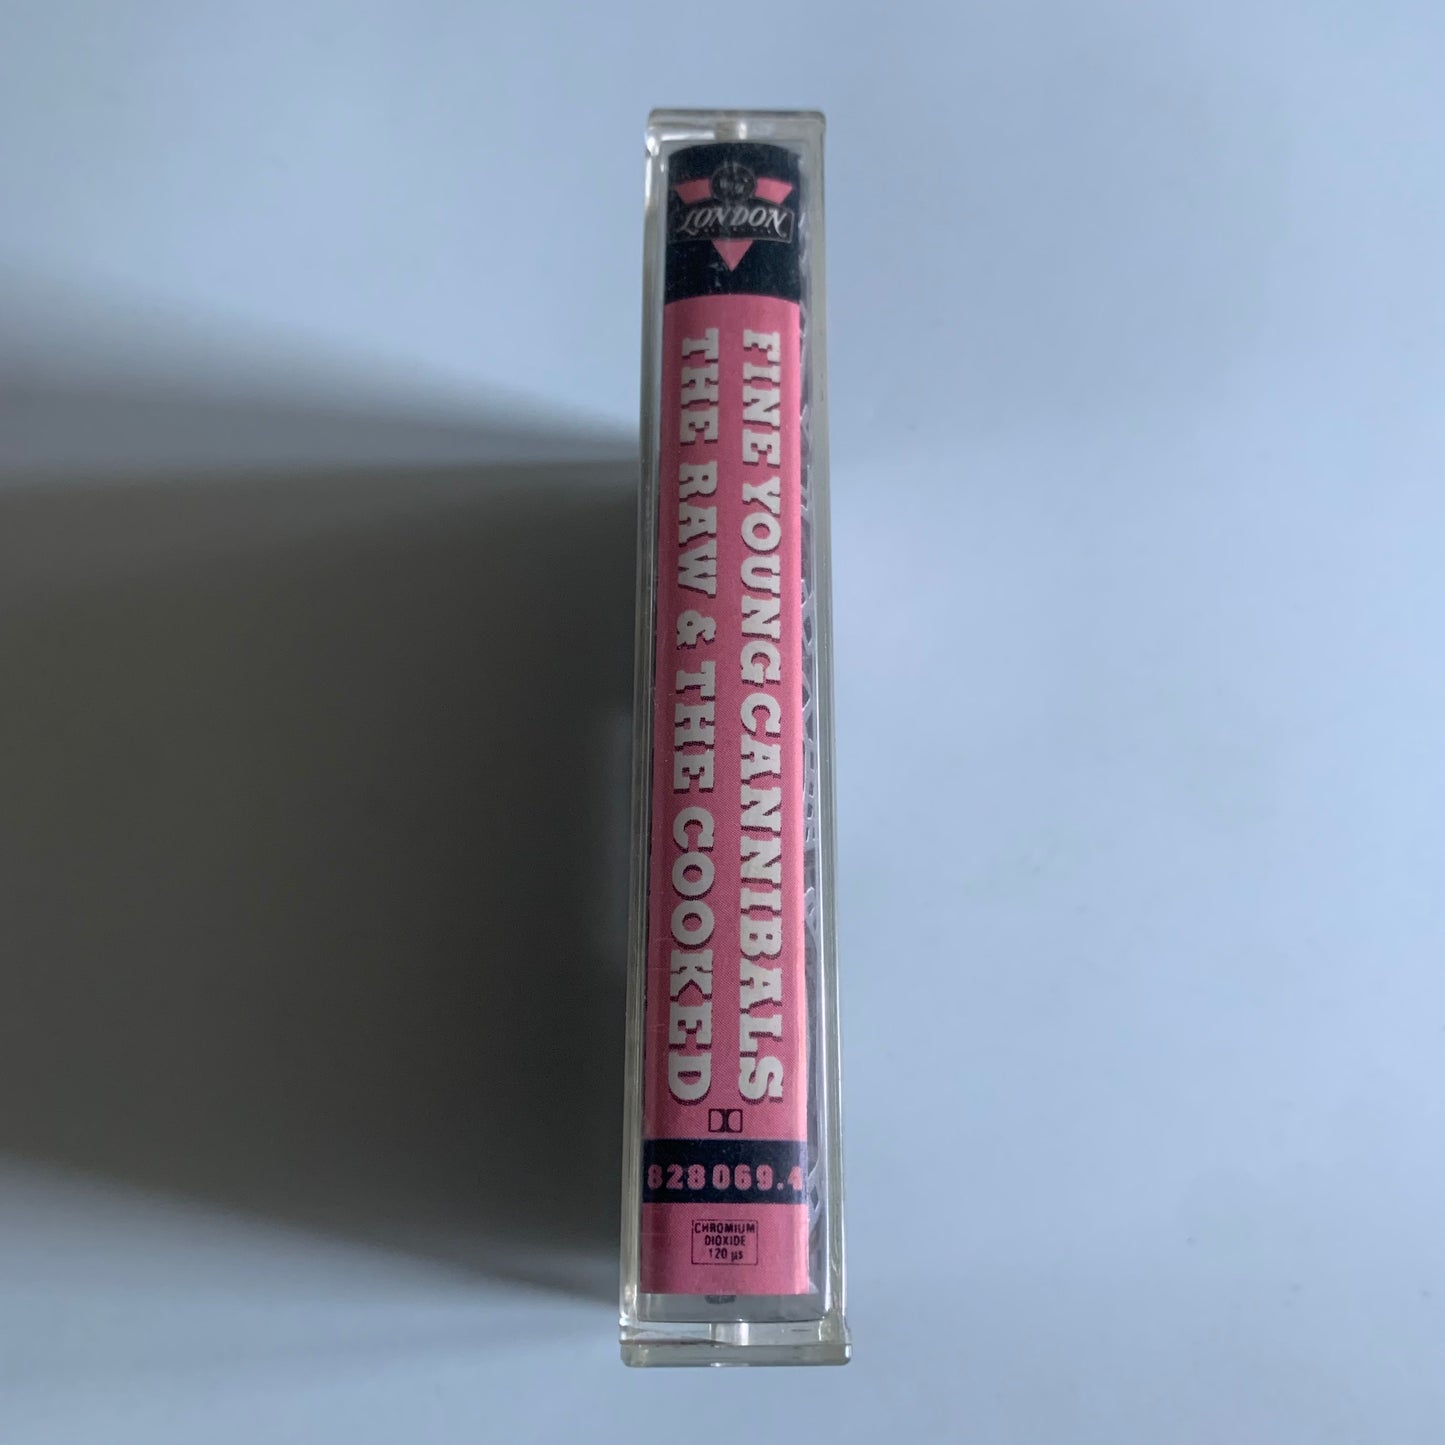 LONDON
FINE YOUNG CANNIBALS
THE RAW & THE COOKED
828 069.4
CHROMIUM
DIOXIDE
120 µs